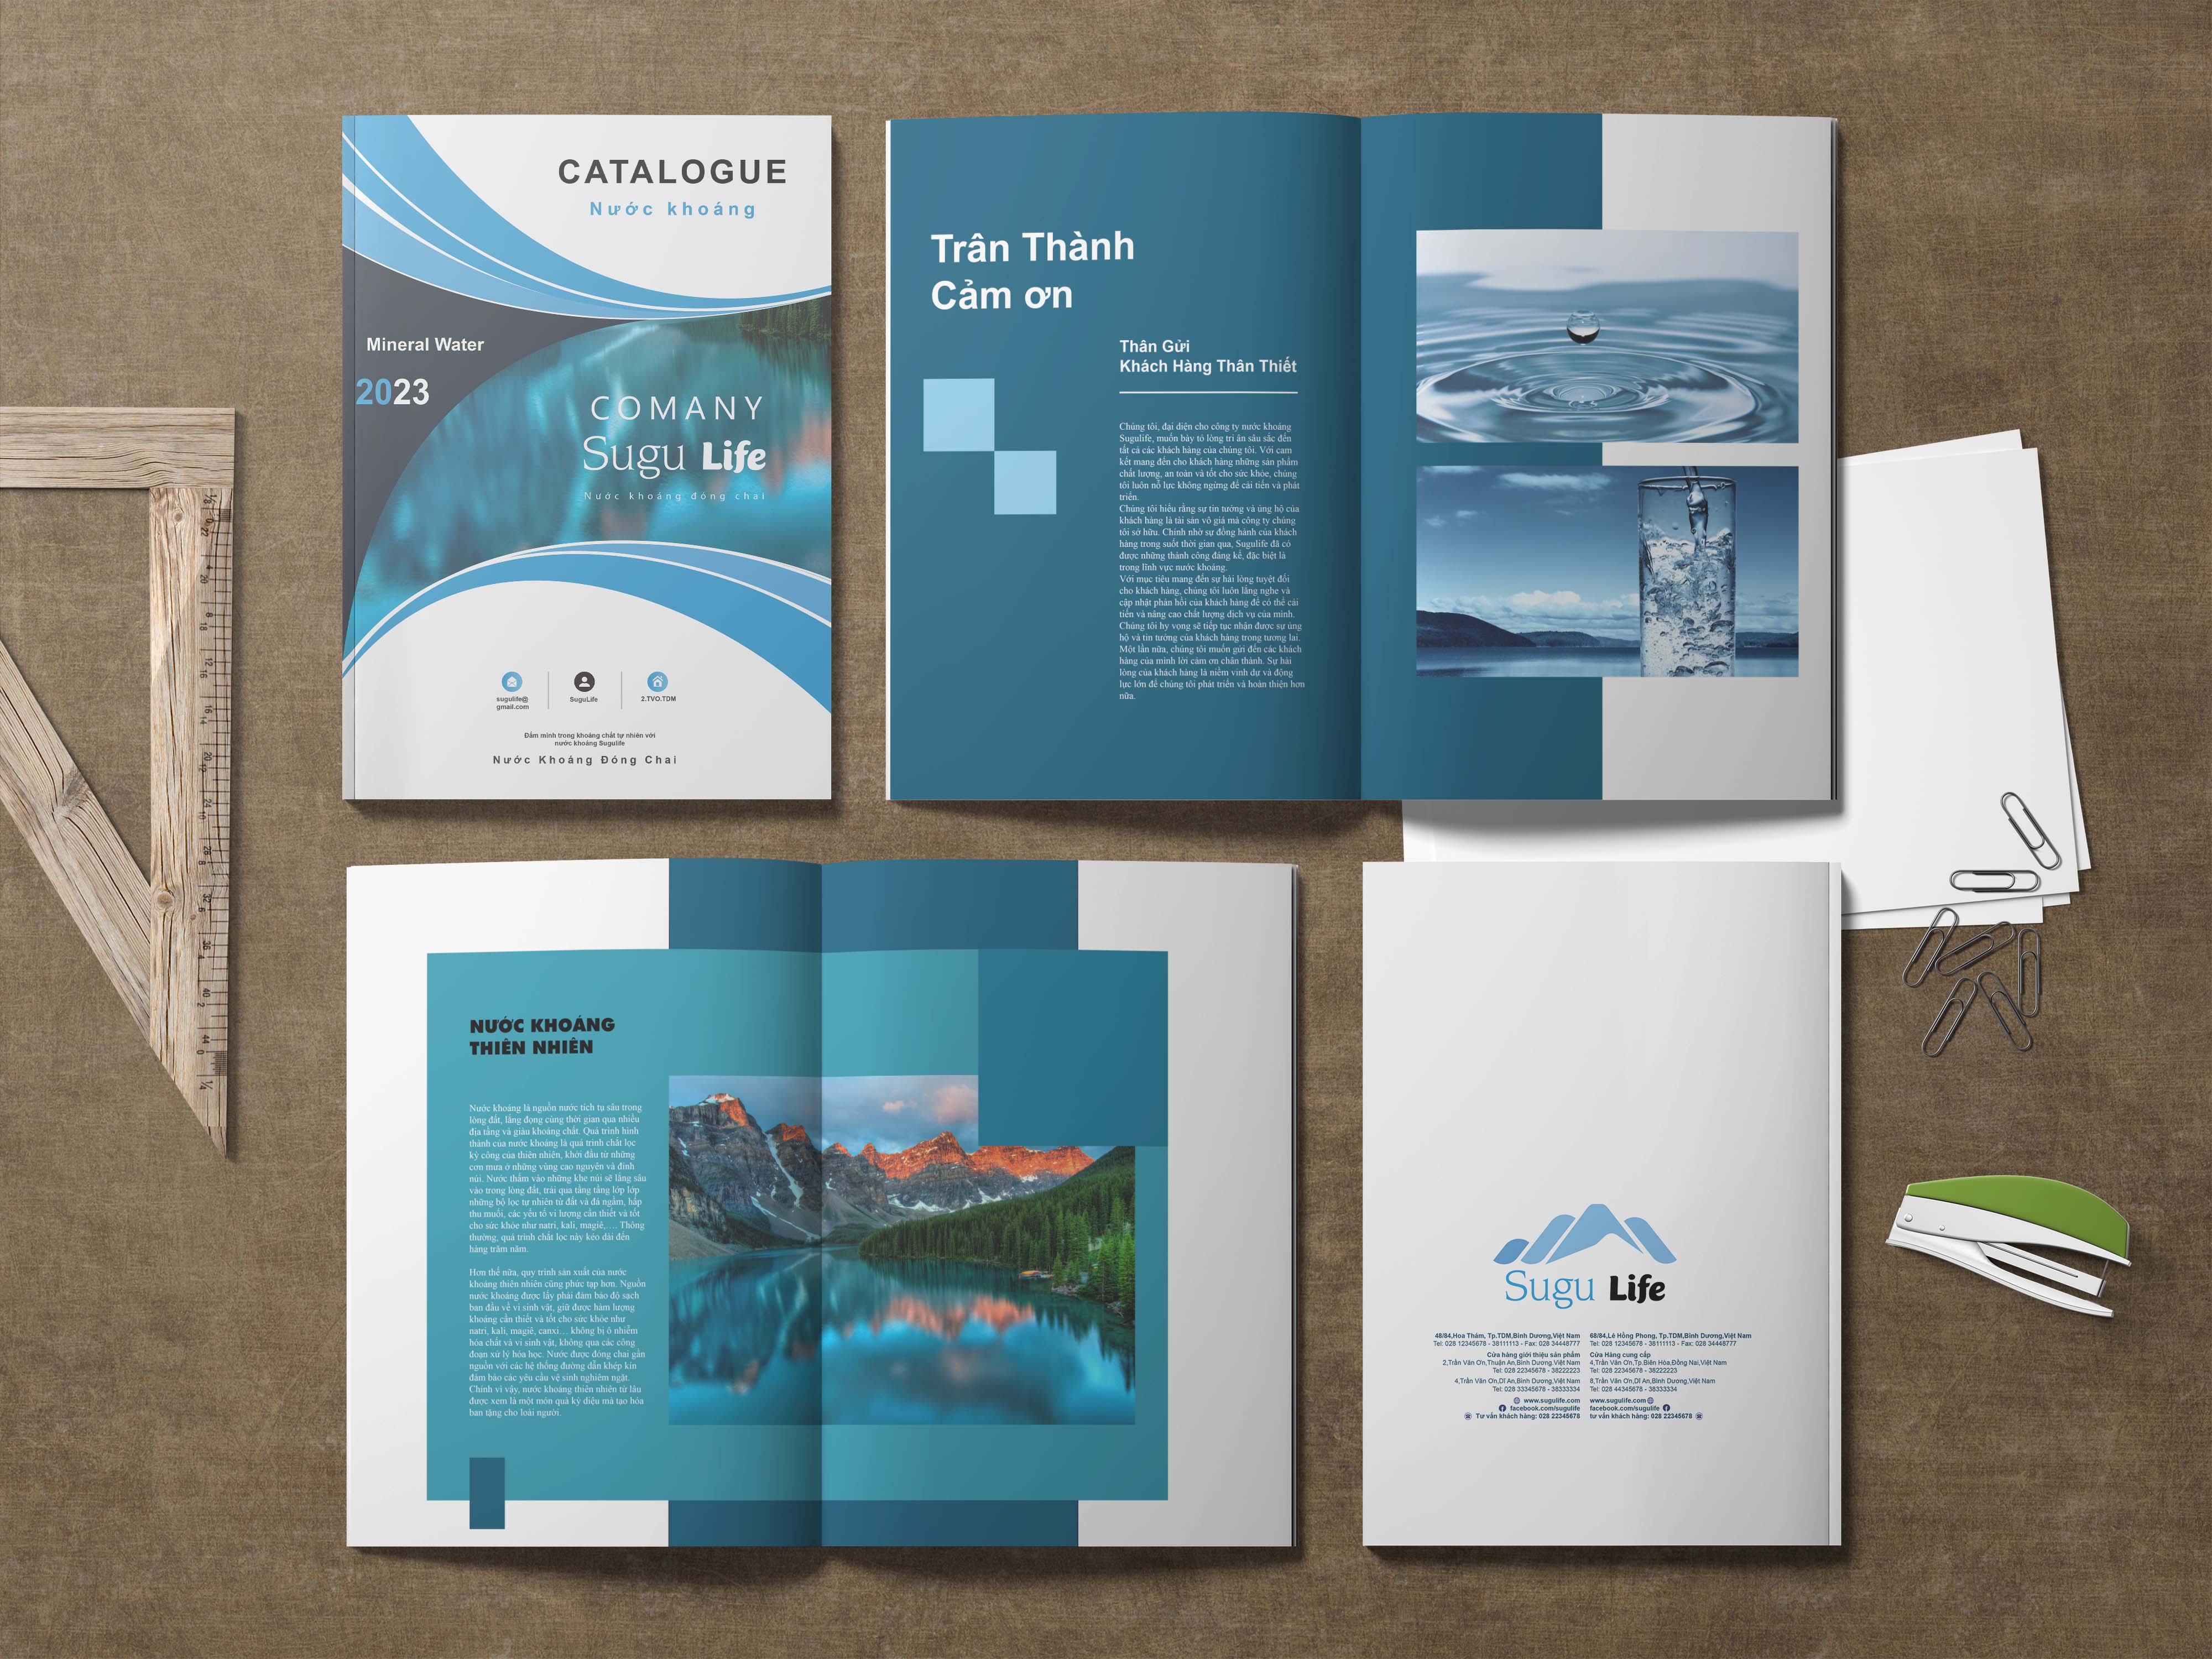 CATALOGUE
Nước khoáng
Mineral Water
2023
COMANY
Sugu Life
Nước khoáng đóng chai
sugulife@
gmail.com
SuguLife
2.TVO.TDM
Đắm mình trong khoáng chất tự nhiên với
nước khoáng Sugulife
Nước Khoáng Đóng Chai
Trân Thành
Cảm ơn
Thân Gửi
Khách Hàng Thân Thiết
Chúng tôi, đại diện cho công ty nước khoáng
Sugulife, muốn bày tỏ lòng tri ân sâu sắc đến
tất cả các khách hàng của chúng tôi. Với cam
kết mang đến cho khách hàng những sản phẩm
chất lượng, an toàn và tốt cho sức khỏe, chúng
tôi luôn nỗ lực không ngừng để cải tiến và phát
triển.
Chúng tôi hiểu rằng sự tin tưởng và ủng hộ của
khách hàng là tài sản vô giá mà công ty chúng
tôi sở hữu. Chính nhờ sự đồng hành của khách
hàng trong suốt thời gian qua, Sugulife đã có
được những thành công đáng kể, đặc biệt là
trong lĩnh vực nước khoáng.
Với mục tiêu mang đến sự hài lòng tuyệt đối
cho khách hàng, chúng tôi luôn lắng nghe và
cập nhật phản hồi của khách hàng để có thể cải
tiến và nâng cao chất lượng dịch vụ của mình.
Chúng tôi hy vọng sẽ tiếp tục nhận được sự ủng
hộ và tin tưởng của khách hàng trong tương lai.
Một lần nữa, chúng tôi muốn gửi đến các khách
hàng của mình lời cảm ơn chân thành. Sự hài
lòng của khách hàng là niềm vinh dự và động
lực lớn để chúng tôi phát triển và hoàn thiện hơn
nữa.
NƯỚC KHOÁNG
THIÊN NHIÊN
Nước khoáng là nguồn nước tích tụ sâu trong
lòng đất, lắng đọng cùng thời gian qua nhiều
địa tầng và giàu khoáng chất. Quá trình hình
thành của nước khoáng là quá trình chắt lọc
kỳ công của thiên nhiên, khởi đầu từ những
cơn mưa ở những vùng cao nguyên và đỉnh
núi. Nước thấm vào những khe núi sẽ lắng sâu
vào trong lòng đất, trải qua tầng tầng lớp lớp
những bộ lọc tự nhiên từ đất và đá ngầm, hấp
thu muối, các yếu tố vi lượng cần thiết và tốt
cho sức khỏe như natri, kali, magiê,… Thông
thường, quá trình chắt lọc này kéo dài đến
hàng trăm năm.
Hơn thế nữa, quy trình sản xuất của nước
khoáng thiên nhiên cũng phức tạp hơn. Nguồn
nước khoáng được lấy phải đảm bảo độ sạch
ban đầu về vi sinh vật, giữ được hàm lượng
khoáng cần thiết và tốt cho sức khỏe như
natri, kali, magiê, canxi… không bị ô nhiễm
hóa chất và vi sinh vật, không qua các công
đoạn xử lý hóa học. Nước được đóng chai gần
nguồn với các hệ thống đường dẫn khép kín
đảm bảo các yêu cầu vệ sinh nghiêm ngặt.
Chính vì vậy, nước khoáng thiên nhiên từ lâu
được xem là một món quà kỳ diệu mà tạo hóa
ban tặng cho loài người.
Sugu Life
48/84,Hoa Thám, Tp.TDM,Bình Dương,Việt Nam
Tel: 028 12345678 - 38111113 - Fax: 028 34448777
Cửa hàng giới thiệu sản phẩm
2,Trần Văn Ơn,Thuận An,Bình Dương,Việt Nam
Tel: 028 22345678 - 38222223
4,Trần Văn Ơn,Dĩ An,Bình Dương,Việt Nam
Tel: 028 33345678 - 38333334
www.sugulife.com
facebook.com/sugulife
Tư vấn khách hàng: 028 22345678
68/84,Lê Hồng Phong, Tp.TDM,Bình Dương,Việt Nam
Tel: 028 12345678 - 38111113 - Fax: 028 34448777
Cửa Hàng cung cấp
4,Trần Văn Ơn,Tp.Biên Hòa,Đồng Nai,Việt Nam
Tel: 028 22345678 - 38222223
8,Trần Văn Ơn,Dĩ An,Bình Dương,Việt Nam
Tel: 028 44345678 - 38333334
www.sugulife.com
facebook.com/sugulife
tư vấn khách hàng: 028 22345678